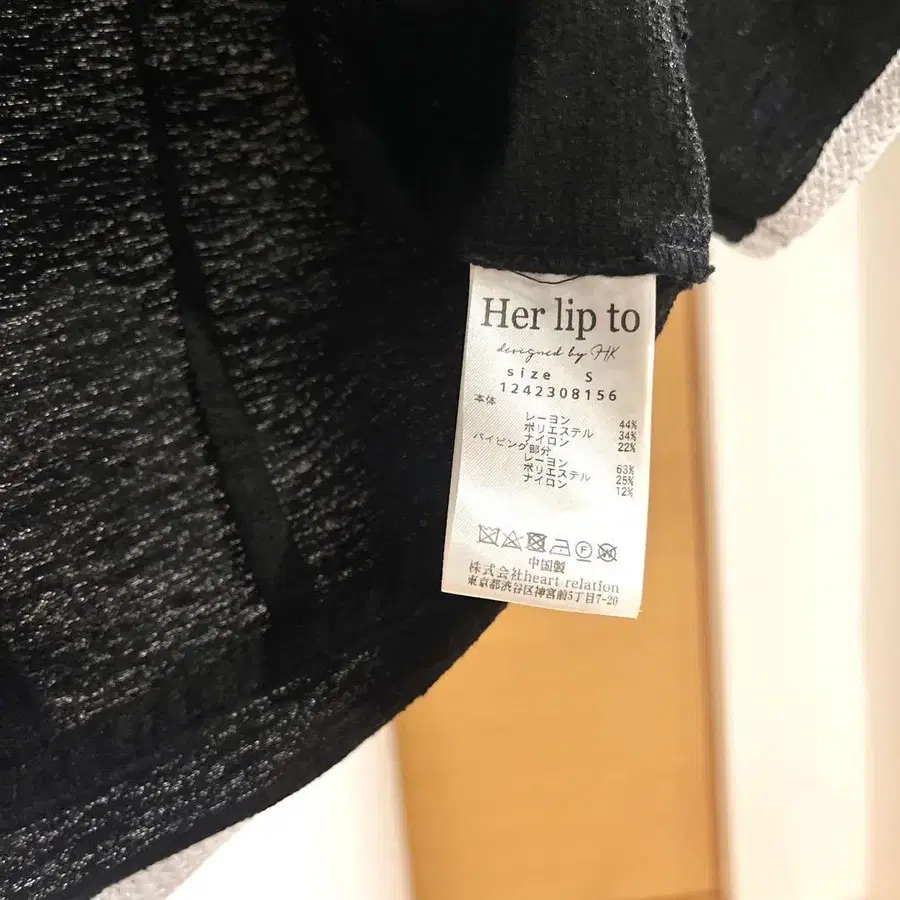 Her lip to
designed by HK
size S
1242308156
本体
レーヨン 44%
ポリエステル 34%
ナイロン 22%
パイピング部分
レーヨン 63%
ポリエステル 25%
ナイロン 12%
中国製
株式会社heart relation
東京都渋谷区神宮前5丁目7-20